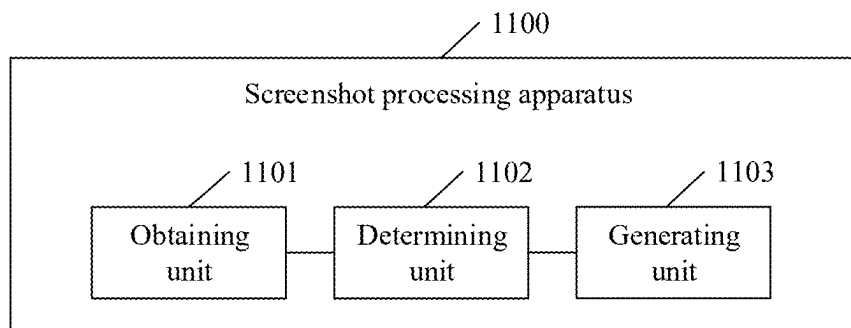 1100
Screenshot processing apparatus
1101
1102
1103
Obtaining
unit
Determining
unit
Generating
unit